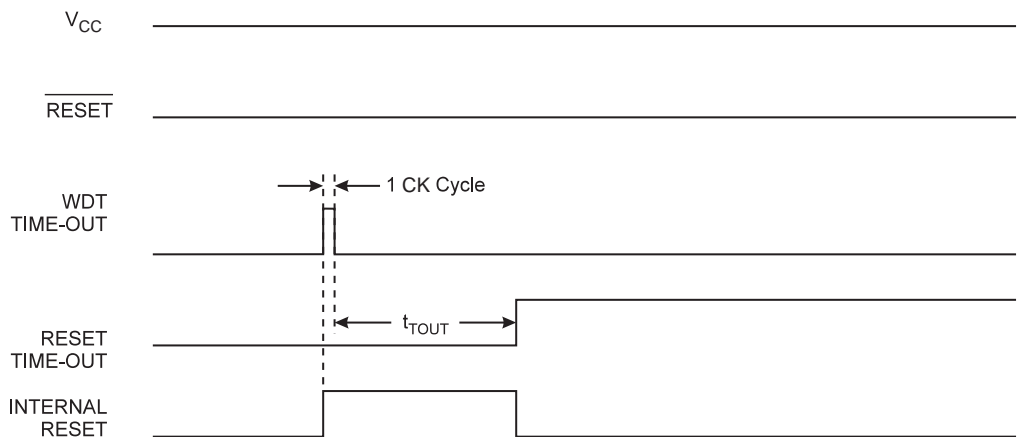 VCC
RESET
1 CK Cycle
WDT
TIME-OUT
tTOUT
RESET
TIME-OUT
INTERNAL
RESET